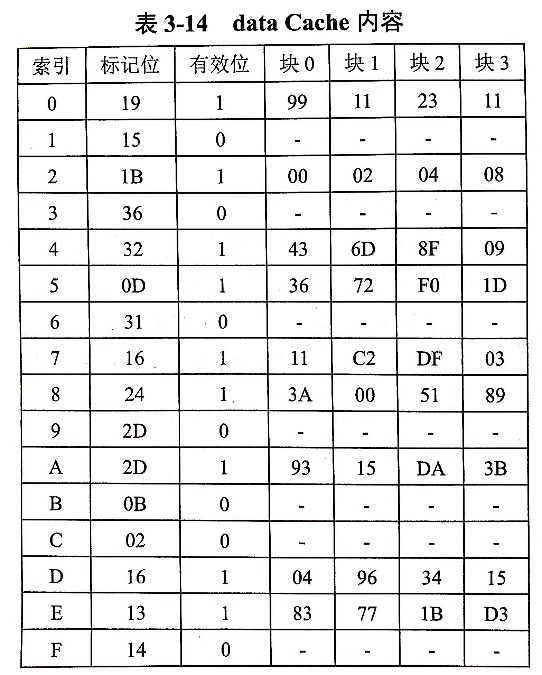 表 3-14 data Cache 内容
索引 标记位 有效位 块 0 块 1 块 2 块 3
0 19 1 99 11 23 11
1 15 0 - - - -
2 1B 1 00 02 04 08
3 36 0 - - - -
4 32 1 43 6D 8F 09
5 0D 1 36 72 F0 1D
6 31 0 - - - -
7 16 1 11 C2 DF 03
8 24 1 3A 00 51 89
9 2D 0 - - - -
A 2D 1 93 15 DA 3B
B 0B 0 - - - -
C 02 0 - - - -
D 16 1 04 96 34 15
E 13 1 83 77 1B D3
F 14 0 - - - -